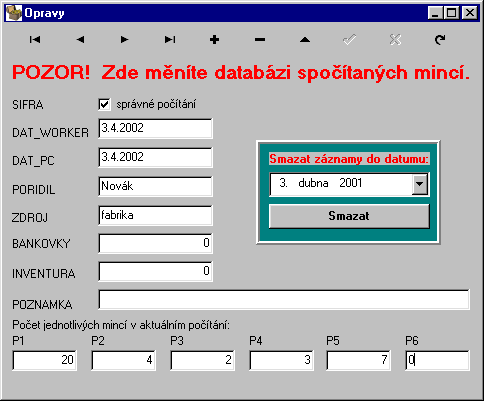 Opravy
POZOR! Zde měníte databázi spočítaných mincí.
SIFRA správné počítání
DAT_WORKER 3.4.2002
DAT_PC 3.4.2002
PORIDIL Novák
ZDROJ fabrika
BANKOVKY 0
INVENTURA 0
Smazat záznamy do datumu:
3. dubna 2001
Smazat
POZNAMKA
Počet jednotlivých mincí v aktuálním počítání:
P1 P2 P3 P4 P5 P6
20 4 2 3 7 0